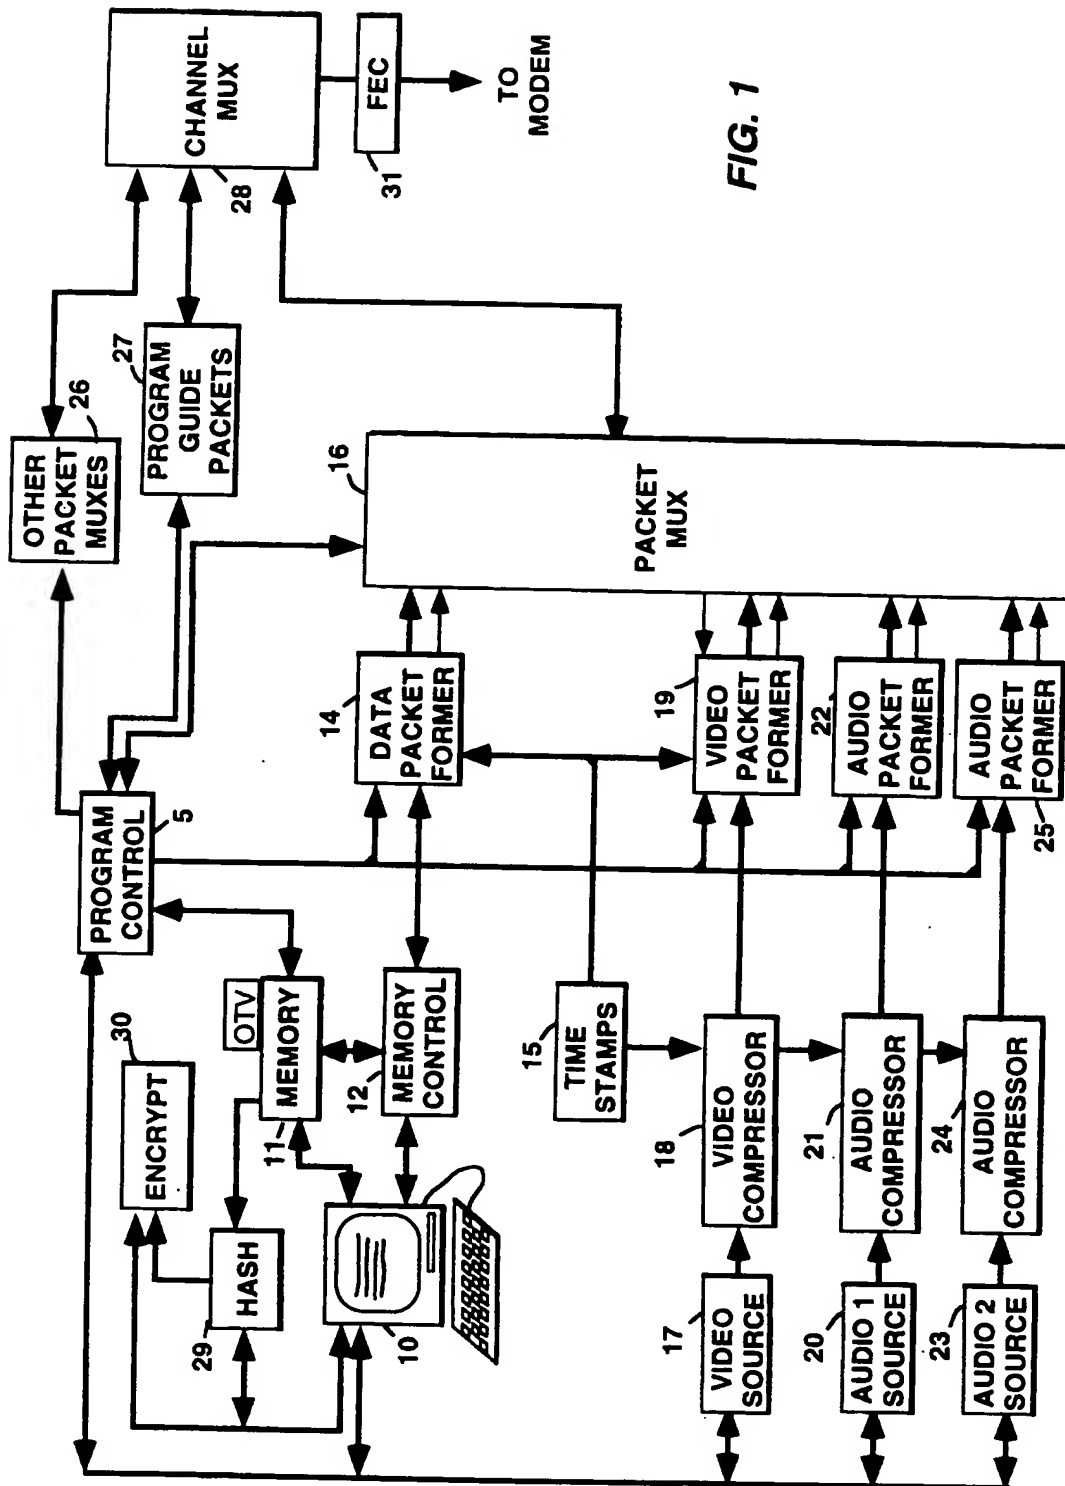 OTHER
PACKET
MUXES
26
PROGRAM
GUIDE
PACKETS
27
CHANNEL
MUX
28
FEC
31
TO
MODEM
FIG. 1
PROGRAM
CONTROL
5
ENCRYPT
30
HASH
29
OTV
MEMORY
11
MEMORY
CONTROL
12
10
DATA
PACKET
FORMER
14
TIME
STAMPS
15
PACKET
MUX
16
VIDEO
SOURCE
17
VIDEO
COMPRESSOR
18
VIDEO
PACKET
FORMER
19
AUDIO 1
SOURCE
20
AUDIO
COMPRESSOR
21
AUDIO
PACKET
FORMER
22
AUDIO 2
SOURCE
23
AUDIO
COMPRESSOR
24
AUDIO
PACKET
FORMER
25